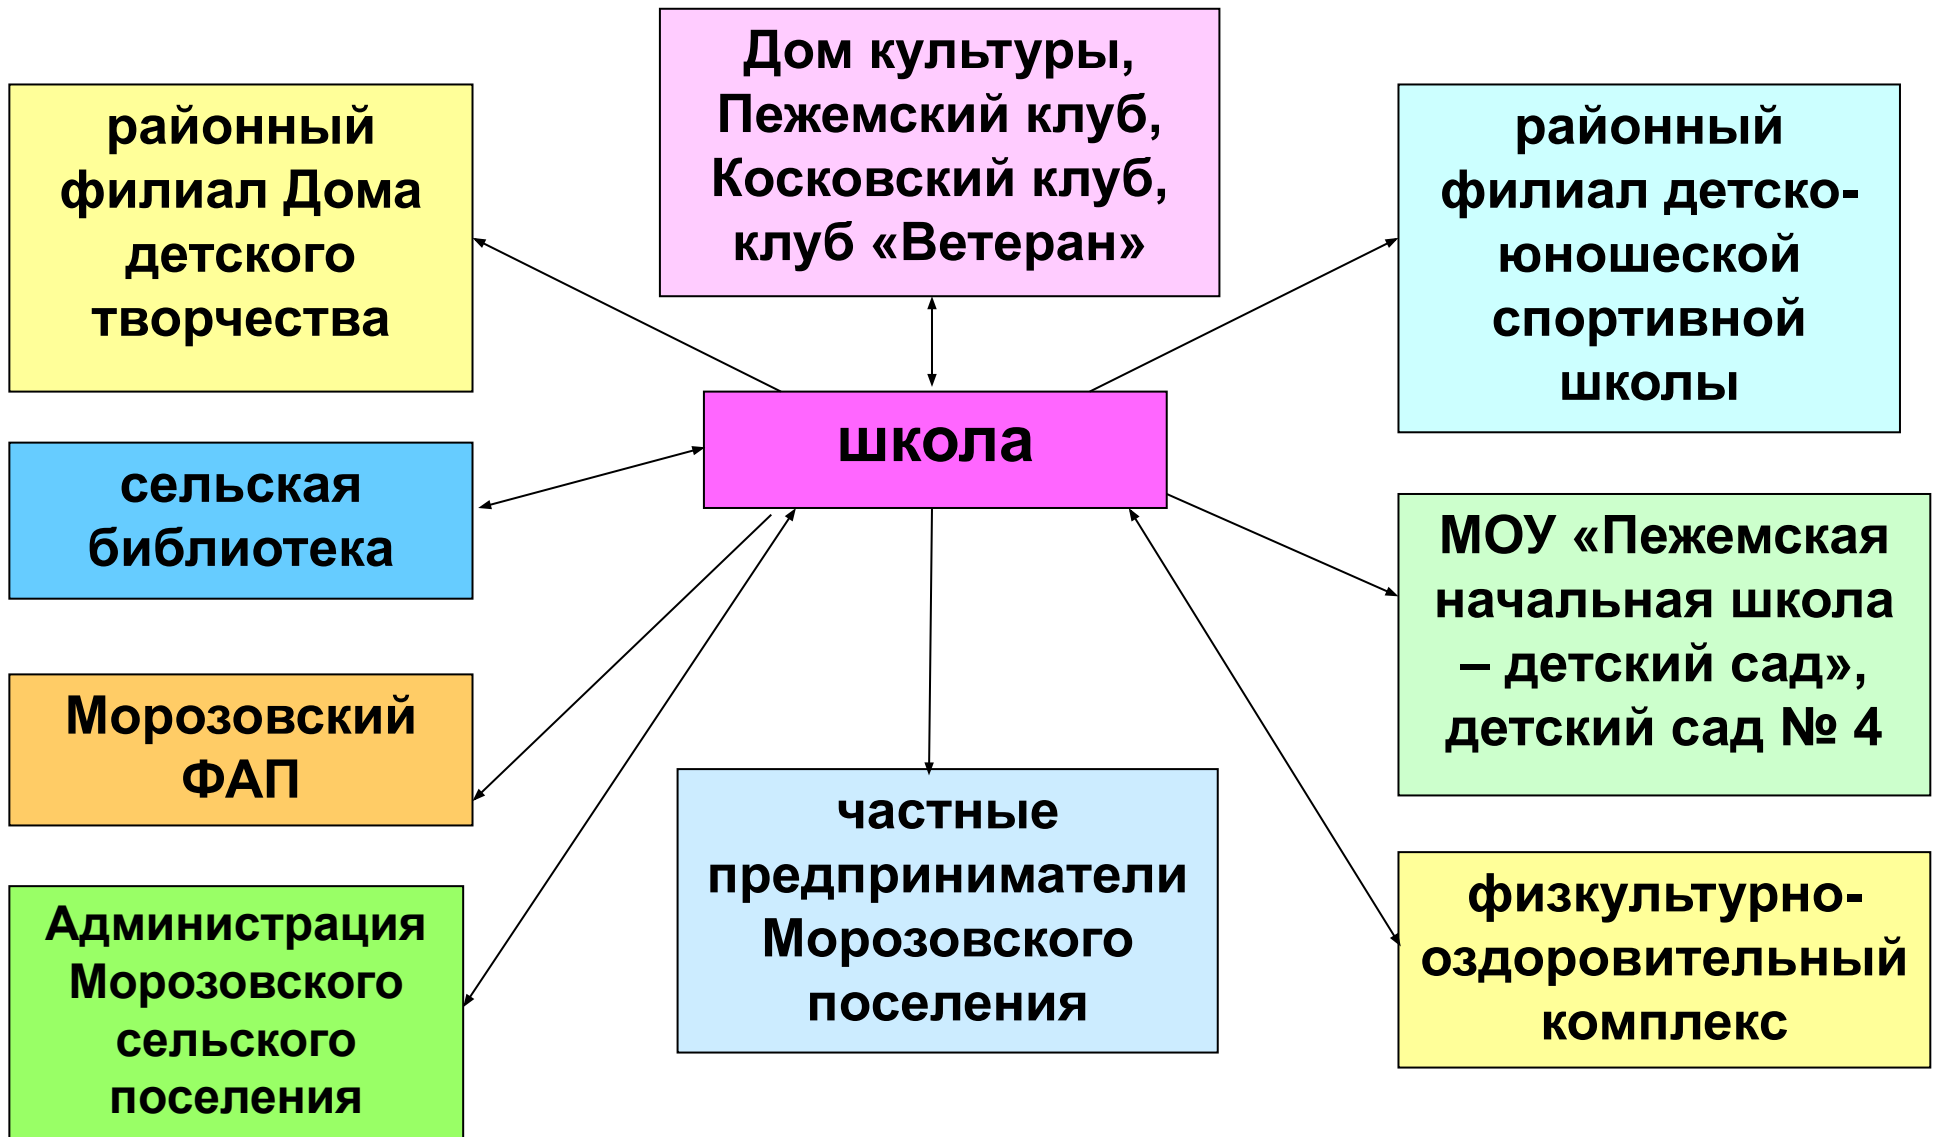 Дом культуры,
Пежемский клуб,
Косковский клуб,
клуб «Ветеран»
районный
филиал Дома
детского
творчества
районный
филиал детско-
юношеской
спортивной
школы
школа
сельская
библиотека
МОУ «Пежемская
начальная школа
– детский сад»,
детский сад № 4
Морозовский
ФАП
частные
предприниматели
Морозовского
поселения
физкультурно-
оздоровительный
комплекс
Администрация
Морозовского
сельского
поселения